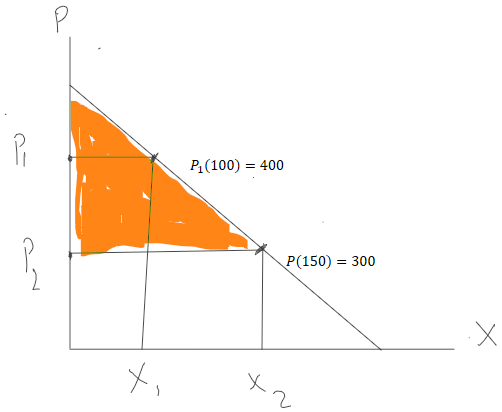 P
P1
P₁(100) = 400
P2
P(150) = 300
X
X1
X2